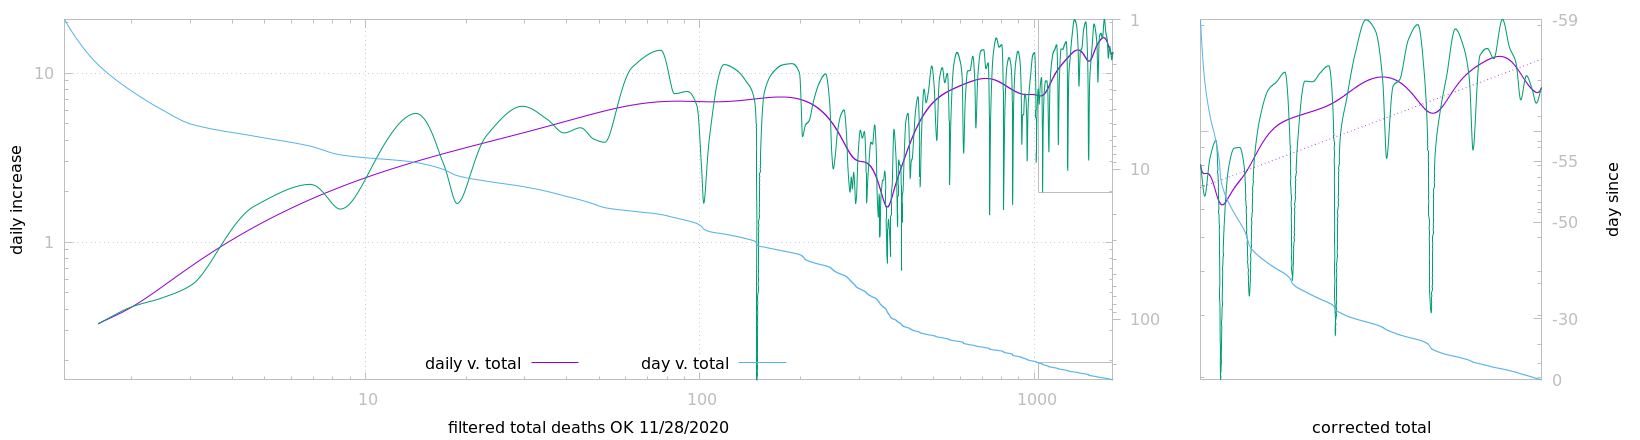 daily increase
10
1
1
10
100
daily v. total
day v. total
10
100
1000
filtered total deaths OK 11/28/2020
-59
-55
-50
-30
0
day since
corrected total